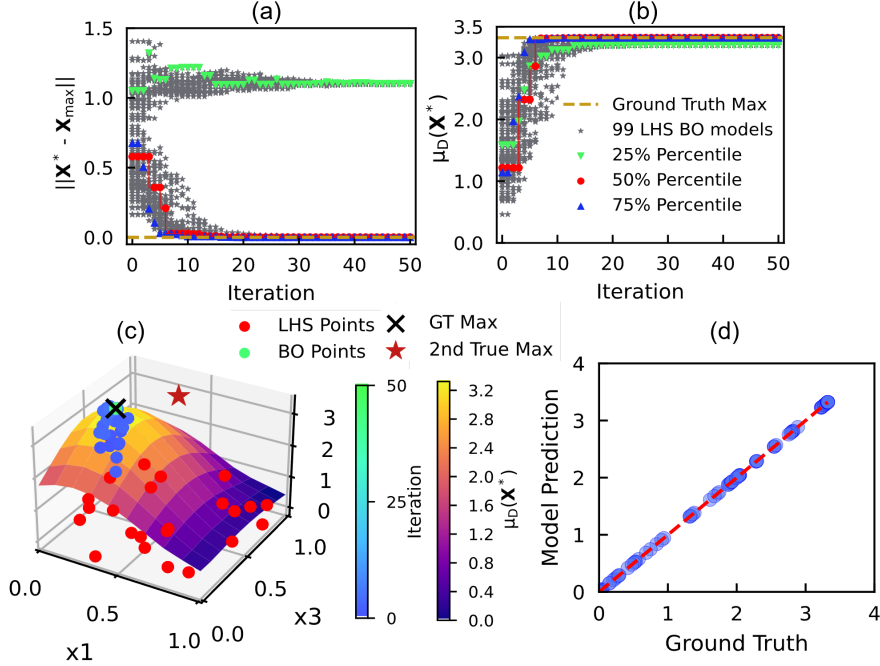 (a)
1.5
1.0
0.5
0.0
||X* - X_max||
0 10 20 30 40 50
Iteration
(b)
3.5
3.0
2.0
1.0
0.0
μ_D(X*)
Ground Truth Max
99 LHS BO models
25% Percentile
50% Percentile
75% Percentile
0 10 20 30 40 50
Iteration
(c)
LHS Points
BO Points
GT Max
2nd True Max
0.0
0.5
1.0
x1
0.0
0.5
1.0
x3
0
1
2
3
50
25
0
Iteration
3.2
2.8
2.4
2.0
1.6
1.2
0.8
0.4
0.0
μ_D(X*)
(d)
4
3
2
1
0
Model Prediction
0 1 2 3 4
Ground Truth